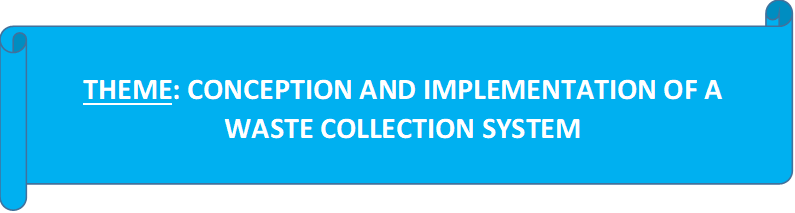 THEME: CONCEPTION AND IMPLEMENTATION OF A
WASTE COLLECTION SYSTEM